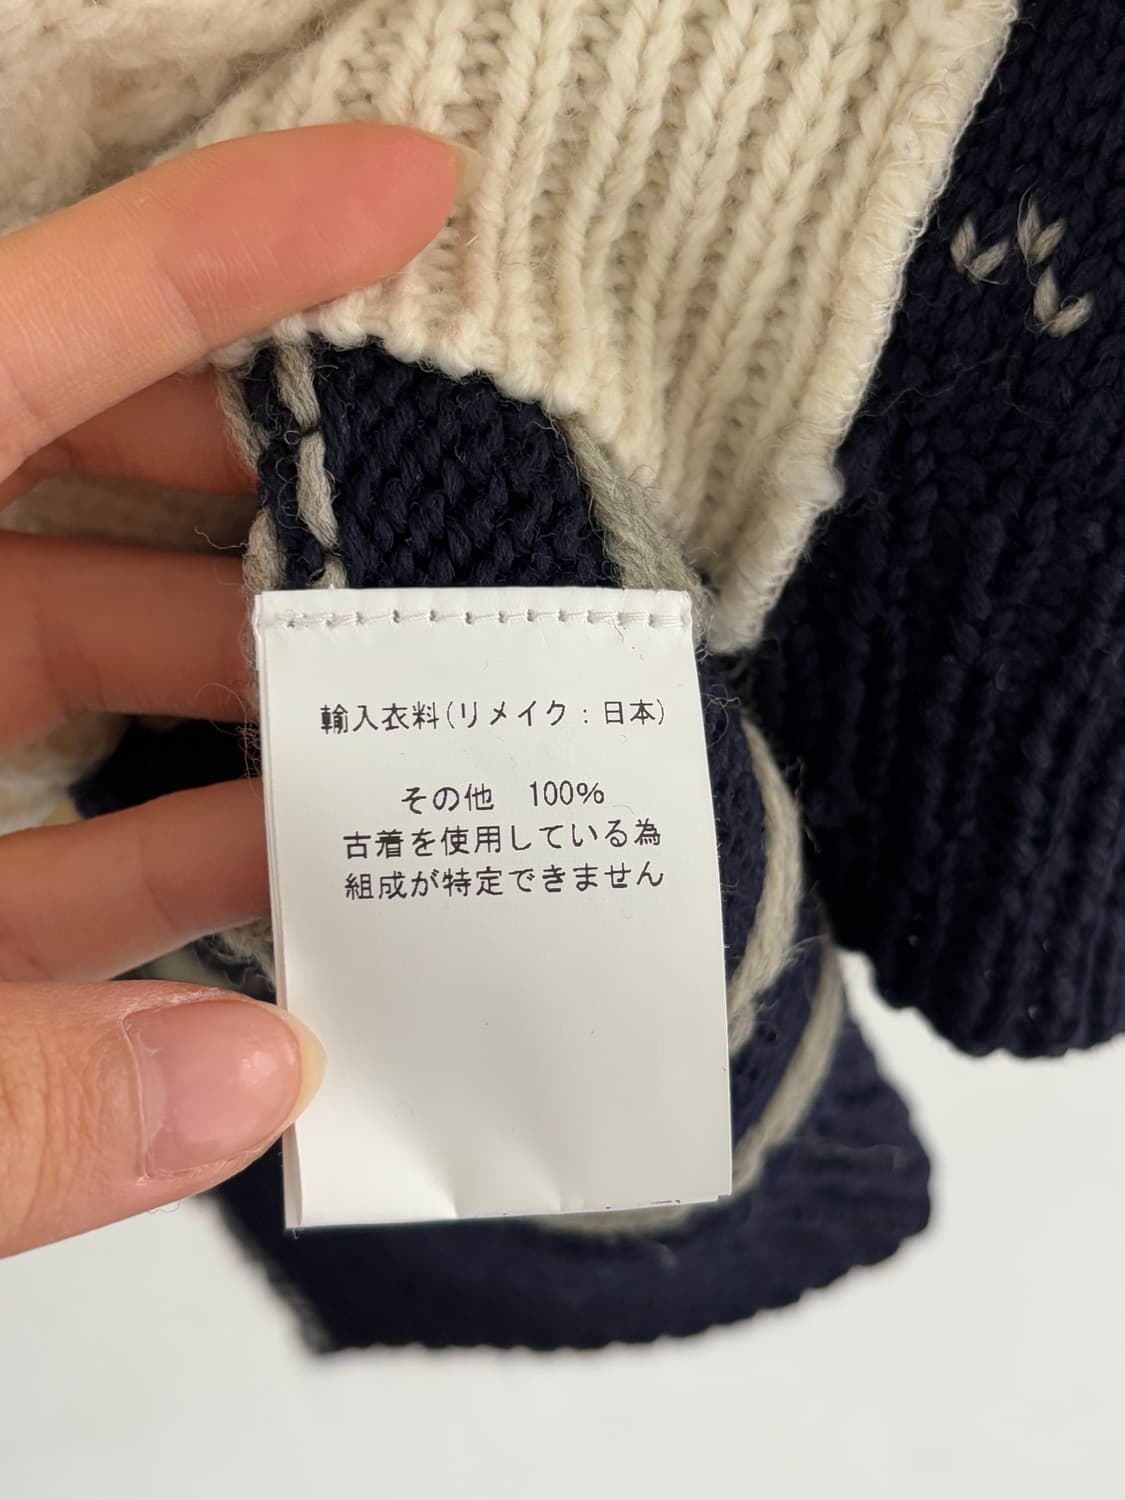 輸入衣料(リメイク：日本)
その他　100%
古着を使用している為
組成が特定できません